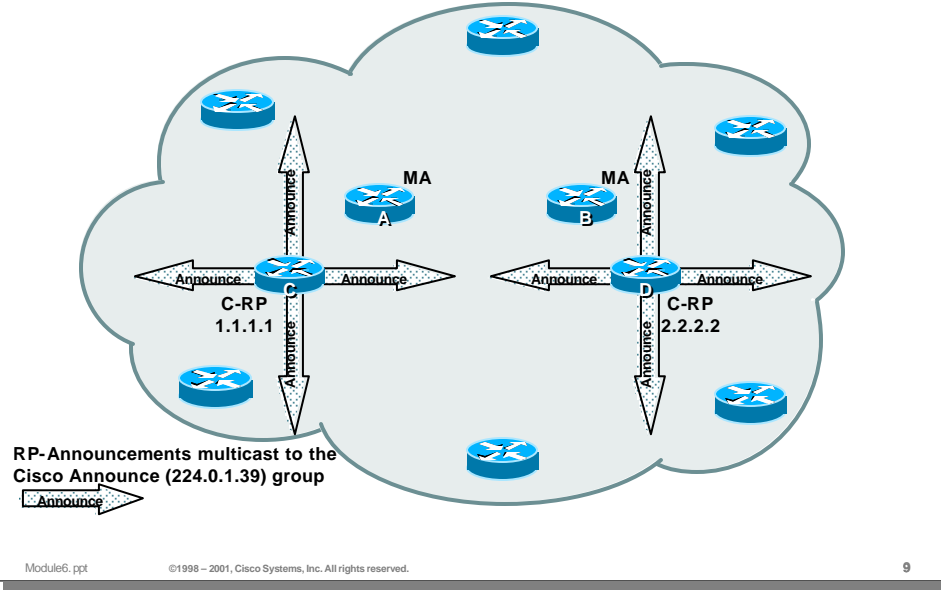 MA
MA
A
B
Announce
Announce
Announce
Announce
Announce
Announce
C
D
C-RP
1.1.1.1
C-RP
2.2.2.2
Announce
Announce
RP-Announcements multicast to the
Cisco Announce (224.0.1.39) group
Announce
Module6.ppt
©1998 – 2001, Cisco Systems, Inc. All rights reserved.
9